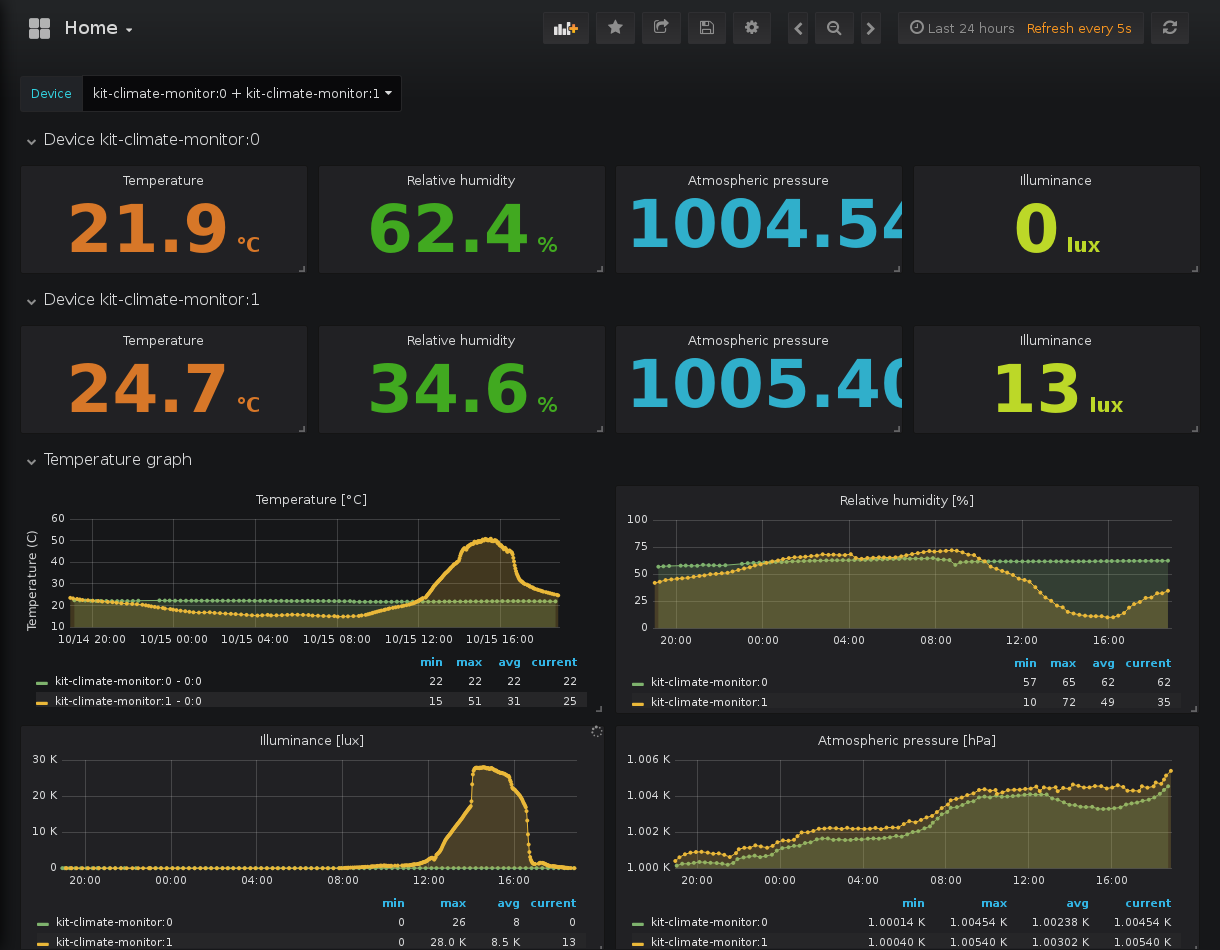 Home
Last 24 hours Refresh every 5s
Device kit-climate-monitor:0 + kit-climate-monitor:1
Device kit-climate-monitor:0
Temperature Relative humidity Atmospheric pressure Illuminance
21.9 °C 62.4 % 1004.54 0 lux
Device kit-climate-monitor:1
Temperature Relative humidity Atmospheric pressure Illuminance
24.7 °C 34.6 % 1005.40 13 lux
Temperature graph
Temperature [°C]
Temperature (C)
60
50
40
30
20
10
10/14 20:00 10/15 00:00 10/15 04:00 10/15 08:00 10/15 12:00 10/15 16:00
min max avg current
kit-climate-monitor:0 - 0:0 22 22 22 22
kit-climate-monitor:1 - 0:0 15 51 31 25
Relative humidity [%]
100
75
50
25
0
20:00 00:00 04:00 08:00 12:00 16:00
min max avg current
kit-climate-monitor:0 57 65 62 62
kit-climate-monitor:1 10 72 49 35
Illuminance [lux]
30 K
20 K
10 K
0
20:00 00:00 04:00 08:00 12:00 16:00
min max avg current
kit-climate-monitor:0 0 26 8 0
kit-climate-monitor:1 0 28.0 K 8.5 K 13
Atmospheric pressure [hPa]
1.006 K
1.004 K
1.002 K
1.000 K
20:00 00:00 04:00 08:00 12:00 16:00
min max avg current
kit-climate-monitor:0 1.00014 K 1.00454 K 1.00238 K 1.00454 K
kit-climate-monitor:1 1.00040 K 1.00540 K 1.00302 K 1.00540 K